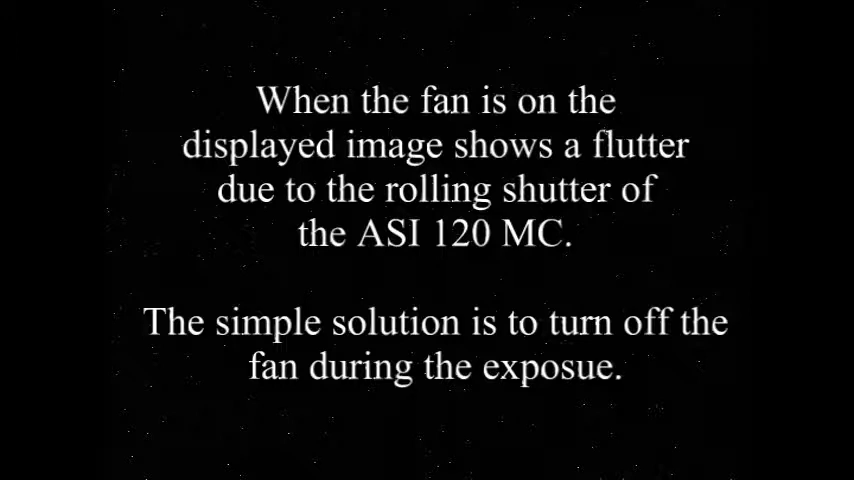 When the fan is on the
displayed image shows a flutter
due to the rolling shutter of
the ASI 120 MC.
The simple solution is to turn off the
fan during the exposue.